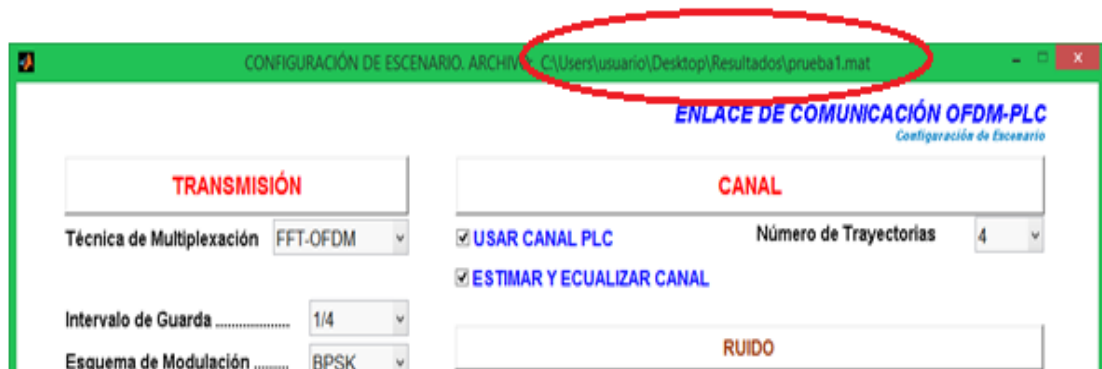 CONFIGURACIÓN DE ESCENARIO. ARCHIVO: C:\Users\usuario\Desktop\Resultados\prueba1.mat
ENLACE DE COMUNICACIÓN OFDM-PLC
Configuración de Escenario
TRANSMISIÓN
Técnica de Multiplexación FFT-OFDM
Intervalo de Guarda ................... 1/4
Esquema de Modulación ......... BPSK
CANAL
USAR CANAL PLC Número de Trayectorias 4
ESTIMAR Y ECUALIZAR CANAL
RUIDO